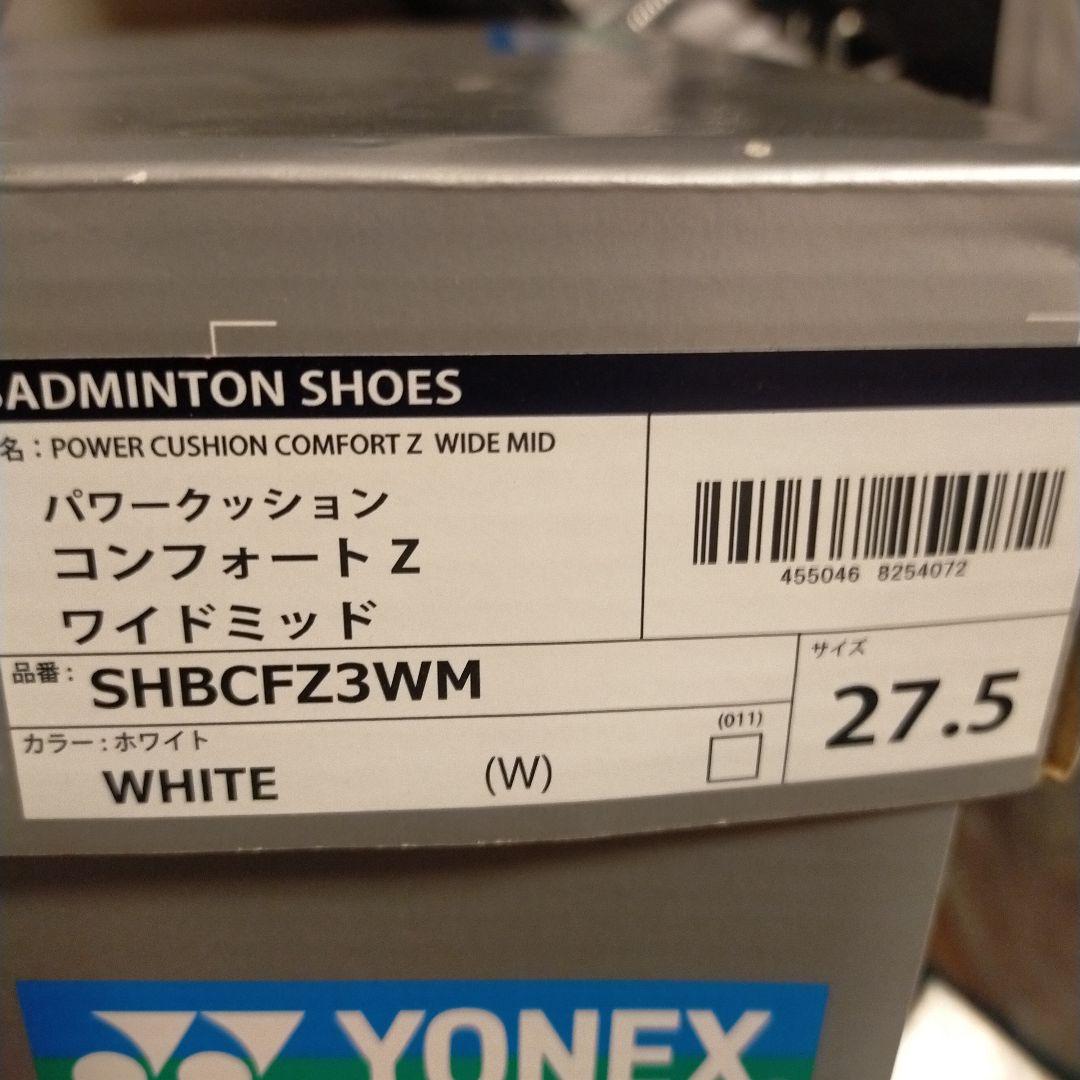 BADMINTON SHOES
名：POWER CUSHION COMFORT Z WIDE MID
パワークッション
コンフォート Z
ワイドミッド
455046 8254072
品番：SHBCFZ3WM
サイズ
27.5
カラー：ホワイト
WHITE (W)
(011)
YONEX